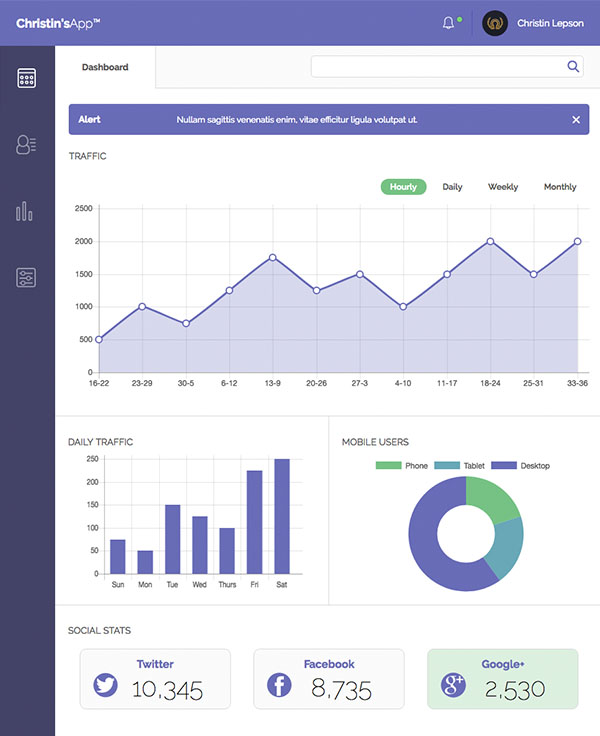 Christin'sApp™
Christin Lepson
Dashboard
Alert Nullam sagittis venenatis enim, vitae efficitur ligula volutpat ut. ×
TRAFFIC
Hourly Daily Weekly Monthly
2500
2000
1500
1000
500
0
16-22 23-29 30-5 6-12 13-9 20-26 27-3 4-10 11-17 18-24 25-31 33-36
DAILY TRAFFIC
250
200
150
100
50
0
Sun Mon Tue Wed Thurs Fri Sat
MOBILE USERS
Phone Tablet Desktop
SOCIAL STATS
Twitter
10,345
Facebook
8,735
Google+
g+ 2,530